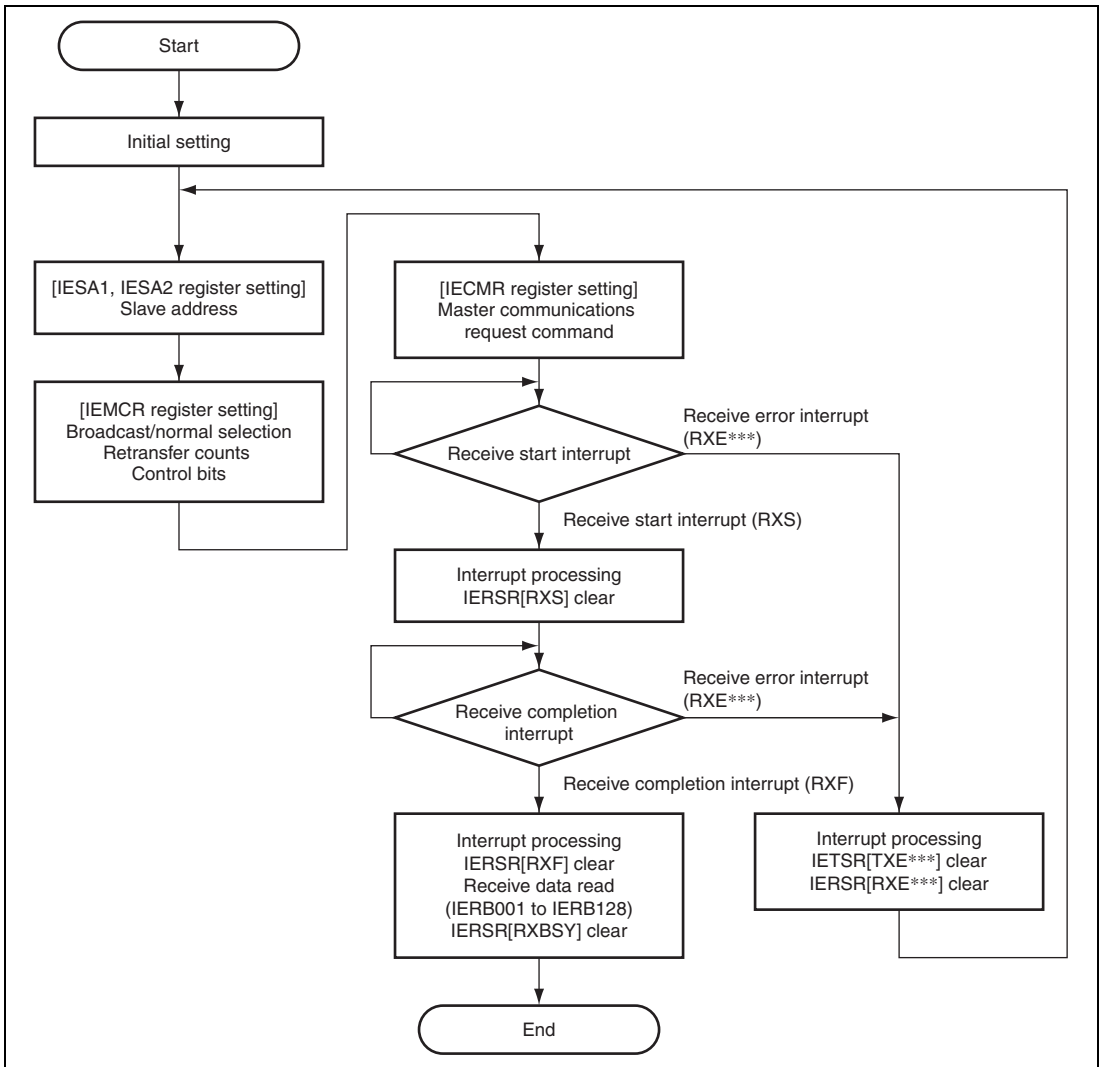 Start
Initial setting
[IESA1, IESA2 register setting]
Slave address
[IEMCR register setting]
Broadcast/normal selection
Retransfer counts
Control bits
[IECMR register setting]
Master communications
request command
Receive start interrupt
Receive error interrupt
(RXE***)
Receive start interrupt (RXS)
Interrupt processing
IERSR[RXS] clear
Receive completion
interrupt
Receive error interrupt
(RXE***)
Receive completion interrupt (RXF)
Interrupt processing
IERSR[RXF] clear
Receive data read
(IERB001 to IERB128)
IERSR[RXBSY] clear
Interrupt processing
IETSR[TXE***] clear
IERSR[RXE***] clear
End